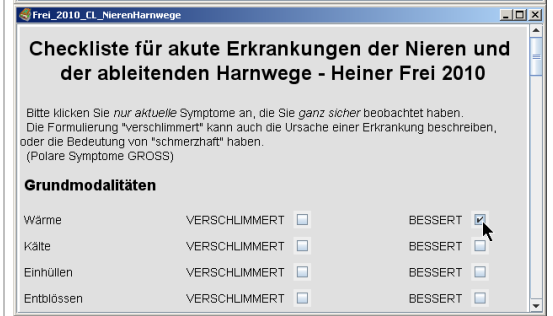 Frei_2010_CL_NierenHarnwege
Checkliste für akute Erkrankungen der Nieren und
der ableitenden Harnwege - Heiner Frei 2010
Bitte klicken Sie nur aktuelle Symptome an, die Sie ganz sicher beobachtet haben.
Die Formulierung "verschlimmert" kann auch die Ursache einer Erkrankung beschreiben,
oder die Bedeutung von "schmerzhaft" haben.
(Polare Symptome GROSS)
Grundmodalitäten
Wärme VERSCHLIMMERT BESSERT
Kälte VERSCHLIMMERT BESSERT
Einhüllen VERSCHLIMMERT BESSERT
Entblössen VERSCHLIMMERT BESSERT